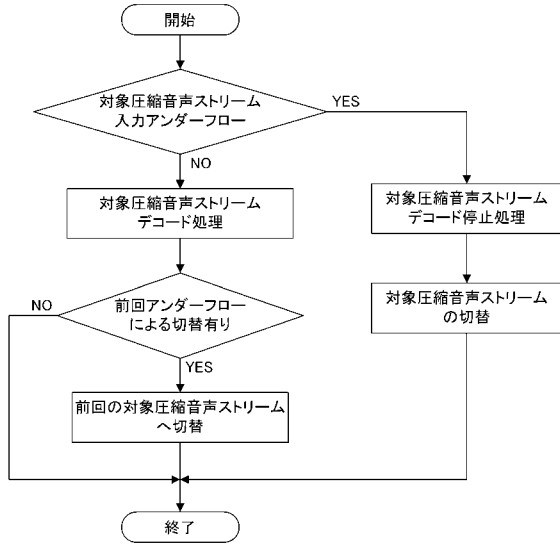 開始
対象圧縮音声ストリーム
入力アンダーフロー
YES
NO
対象圧縮音声ストリーム
デコード処理
対象圧縮音声ストリーム
デコード停止処理
NO
前回アンダーフロー
による切替有り
対象圧縮音声ストリーム
の切替
YES
前回の対象圧縮音声ストリーム
へ切替
終了